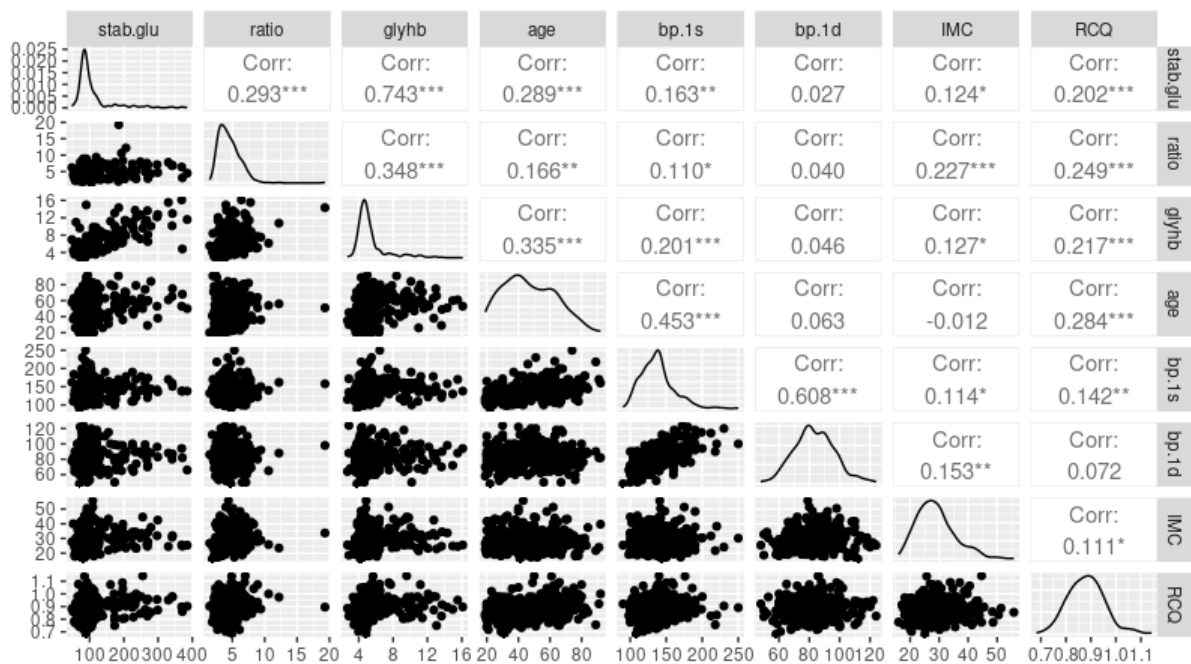 stab.glu ratio glyhb age bp.1s bp.1d IMC RCQ
0.025
0.020
0.015
0.010
0.005
0.000
Corr: Corr: Corr: Corr: Corr: Corr: Corr:
0.293*** 0.743*** 0.289*** 0.163** 0.027 0.124* 0.202***
stab.glu
20
15
10
5
Corr: Corr: Corr: Corr: Corr: Corr:
0.348*** 0.166** 0.110* 0.040 0.227*** 0.249***
ratio
16
12
8
4
Corr: Corr: Corr: Corr: Corr:
0.335*** 0.201*** 0.046 0.127* 0.217***
glyhb
80
60
40
20
Corr: Corr: Corr: Corr:
0.453*** 0.063 -0.012 0.284***
age
250
200
150
100
Corr: Corr: Corr:
0.608*** 0.114* 0.142**
bp.1s
120
100
80
60
Corr: Corr:
0.153** 0.072
bp.1d
50
40
30
20
Corr:
0.111*
IMC
1.1
1.0
0.9
0.8
0.7
RCQ
100 200 300 400 5 10 15 20 4 8 12 16 20 40 60 80 100 150 200 250 60 80 100 120 20 30 40 50 0.7 0.8 0.9 1.0 1.1